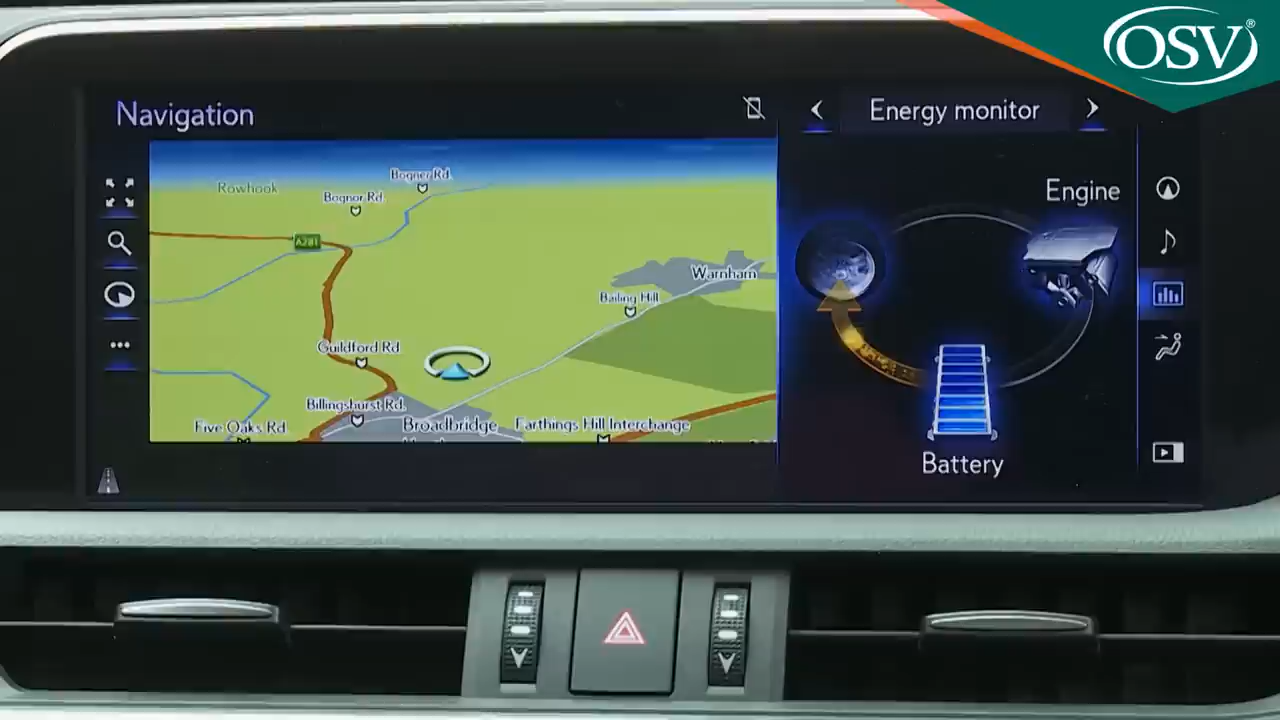 OSV®
Navigation
Energy monitor
Rowhook
Bognor Rd.
Bognor Rd.
A281
Engine
Warnham
Bailing Hill
Guildford Rd.
Billingshurst Rd.
Five Oaks Rd.
Broadbridge
Farthings Hill Interchange
Battery